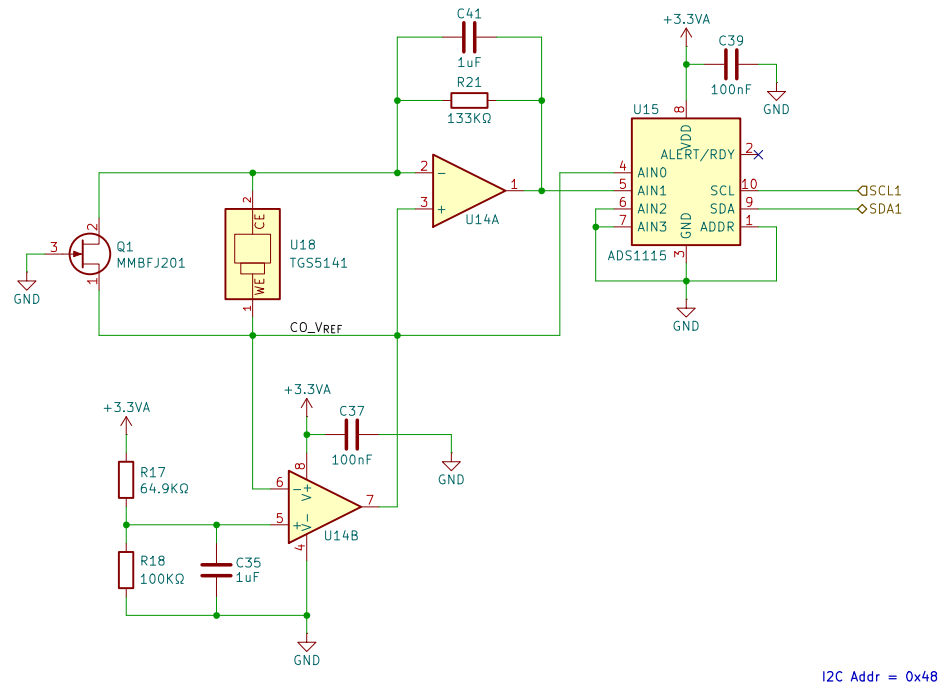 C41
1uF
R21
133KΩ
+3.3VA
C39
100nF
GND
U15
8
VDD
ALERT/RDY
2
4
AIN0
5
AIN1
SCL
10
SCL1
6
AIN2
SDA
9
SDA1
7
AIN3
GND
ADDR
1
3
ADS1115
GND
2
-
1
3
+
U14A
2
CE
U18
TGS5141
WE
1
3
2
Q1
MMBFJ201
1
GND
CO_VREF
+3.3VA
C37
100nF
GND
+3.3VA
R17
64.9KΩ
8
6
-
V+
7
5
+
V-
4
U14B
R18
100KΩ
C35
1uF
GND
I2C Addr = 0x48